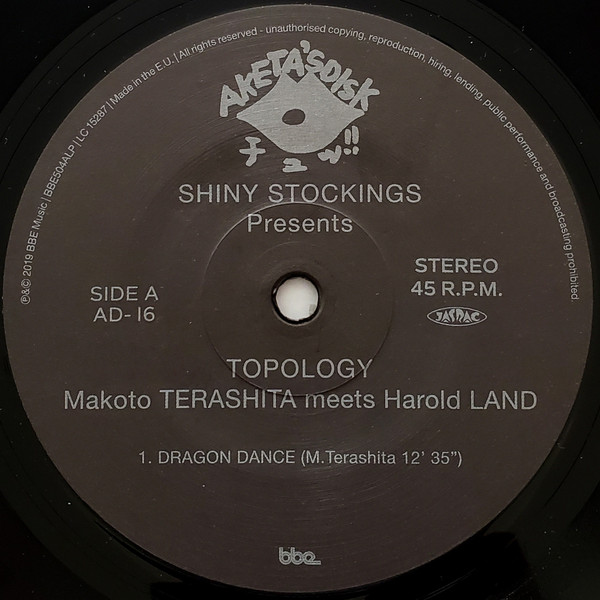 ℗&© 2019 BBE Music | BBE504ALP | LC 15287 | Made in the E.U. | All rights reserved - unauthorised copying, reproduction, hiring, lending, public performance and broadcasting prohibited.
AKETA'S DISK
チュッ!!
SHINY STOCKINGS
Presents
SIDE A
AD-16
STEREO
45 R.P.M.
JASRAC
TOPOLOGY
Makoto TERASHITA meets Harold LAND
1. DRAGON DANCE (M.Terashita 12' 35")
bbe